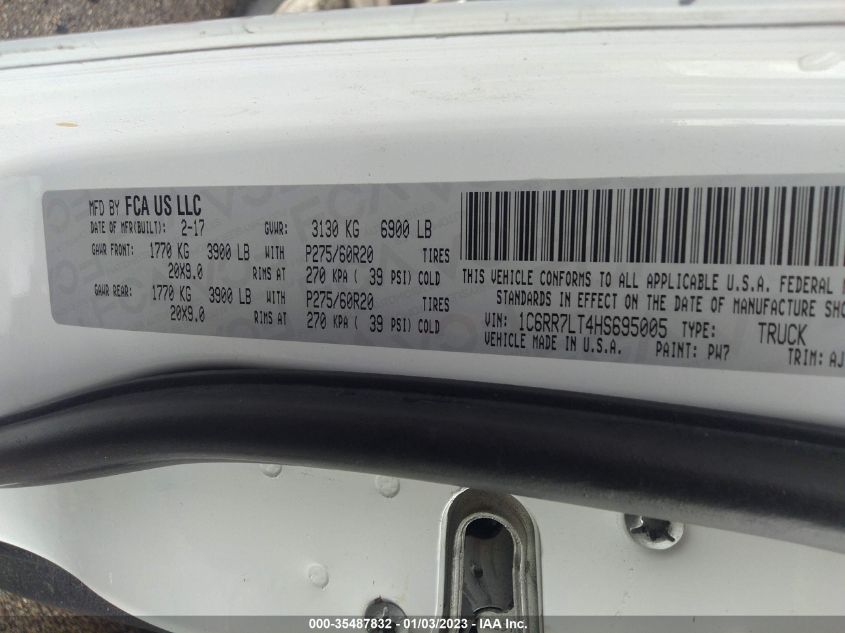 MFD BY FCA US LLC
DATE OF MFR(BUILT): 2-17 GVWR: 3130 KG 6900 LB
GAWR FRONT: 1770 KG 3900 LB WITH P275/60R20 TIRES
20X9.0 RIMS AT 270 KPA ( 39 PSI) COLD
GAWR REAR: 1770 KG 3900 LB WITH P275/60R20 TIRES
20X9.0 RIMS AT 270 KPA ( 39 PSI) COLD
THIS VEHICLE CONFORMS TO ALL APPLICABLE U.S.A. FEDERAL
STANDARDS IN EFFECT ON THE DATE OF MANUFACTURE SHO
VIN: 1C6RR7LT4HS695005 TYPE: TRUCK
VEHICLE MADE IN U.S.A. PAINT: PW7 TRIM: AJ
000-35487832 - 01/03/2023 - IAA Inc.